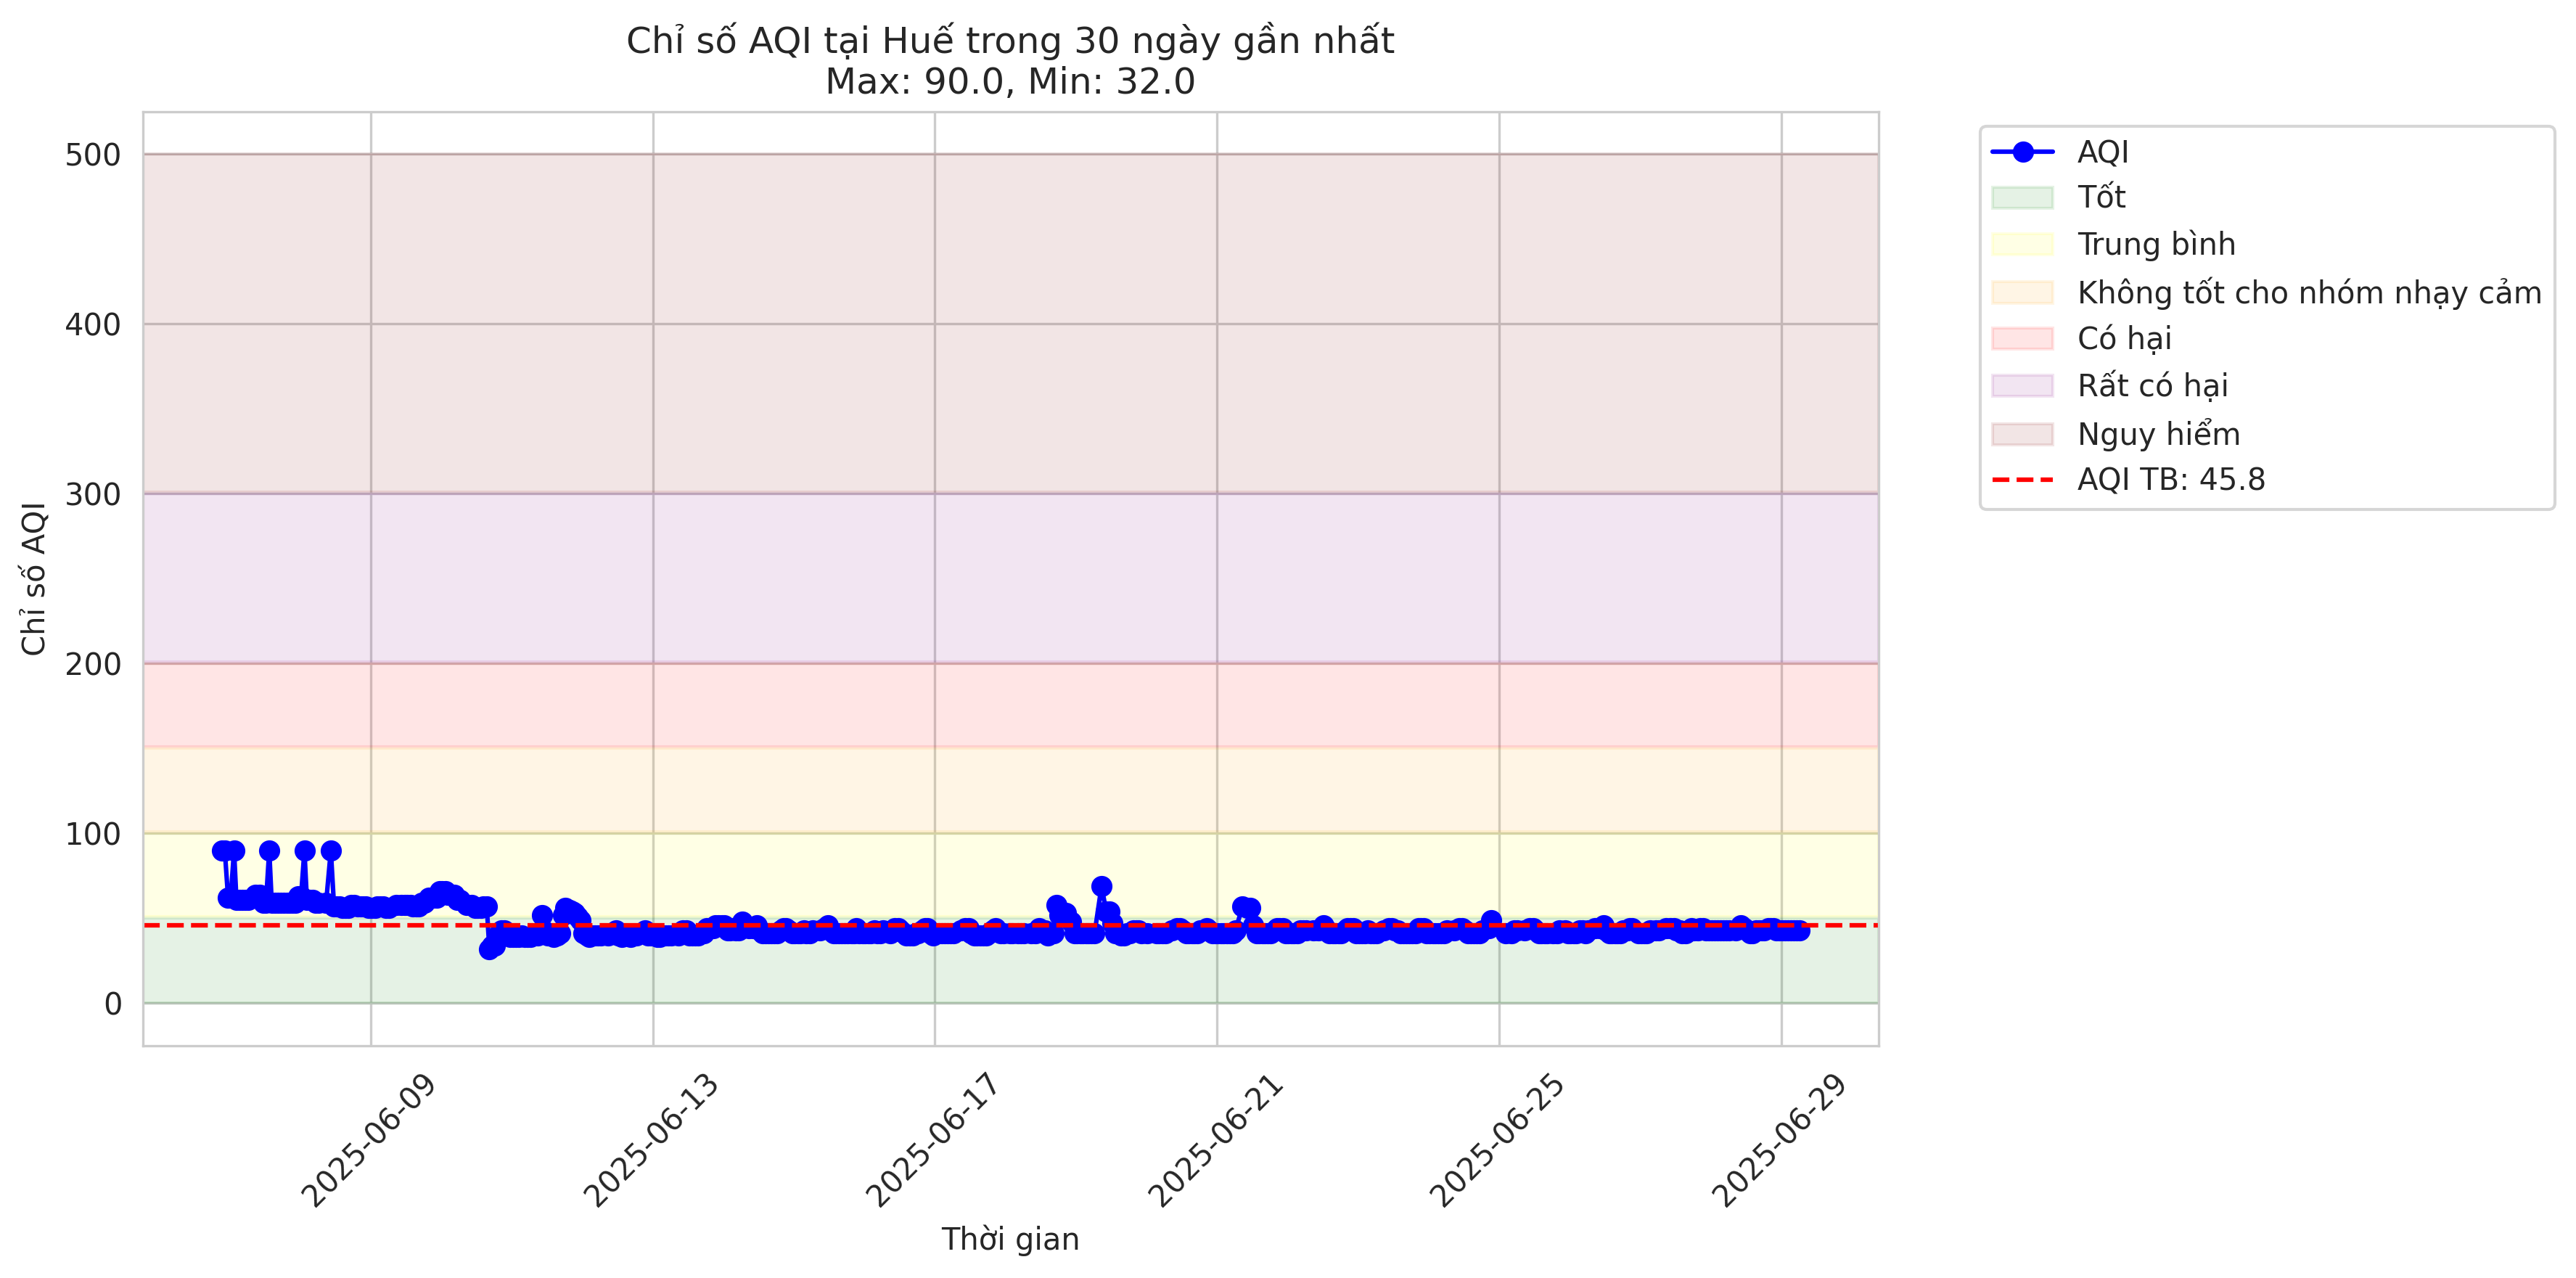 Chỉ số AQI tại Huế trong 30 ngày gần nhất
Max: 90.0, Min: 32.0
Chỉ số AQI
500
400
300
200
100
0
2025-06-09
2025-06-13
2025-06-17
2025-06-21
2025-06-25
2025-06-29
Thời gian
AQI
Tốt
Trung bình
Không tốt cho nhóm nhạy cảm
Có hại
Rất có hại
Nguy hiểm
AQI TB: 45.8